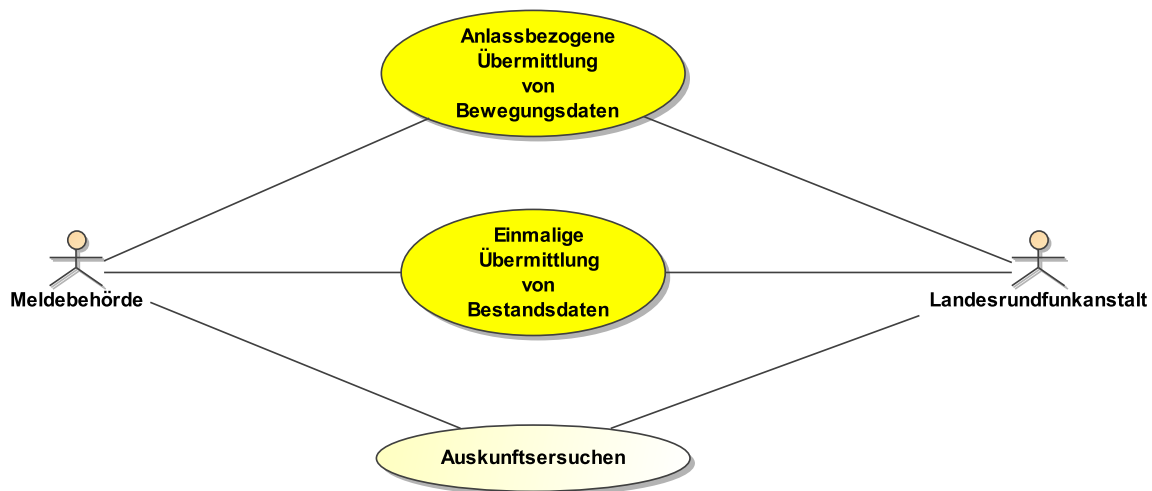 Anlassbezogene
Übermittlung
von
Bewegungsdaten
Einmalige
Übermittlung
von
Bestandsdaten
Meldebehörde
Landesrundfunkanstalt
Auskunftsersuchen